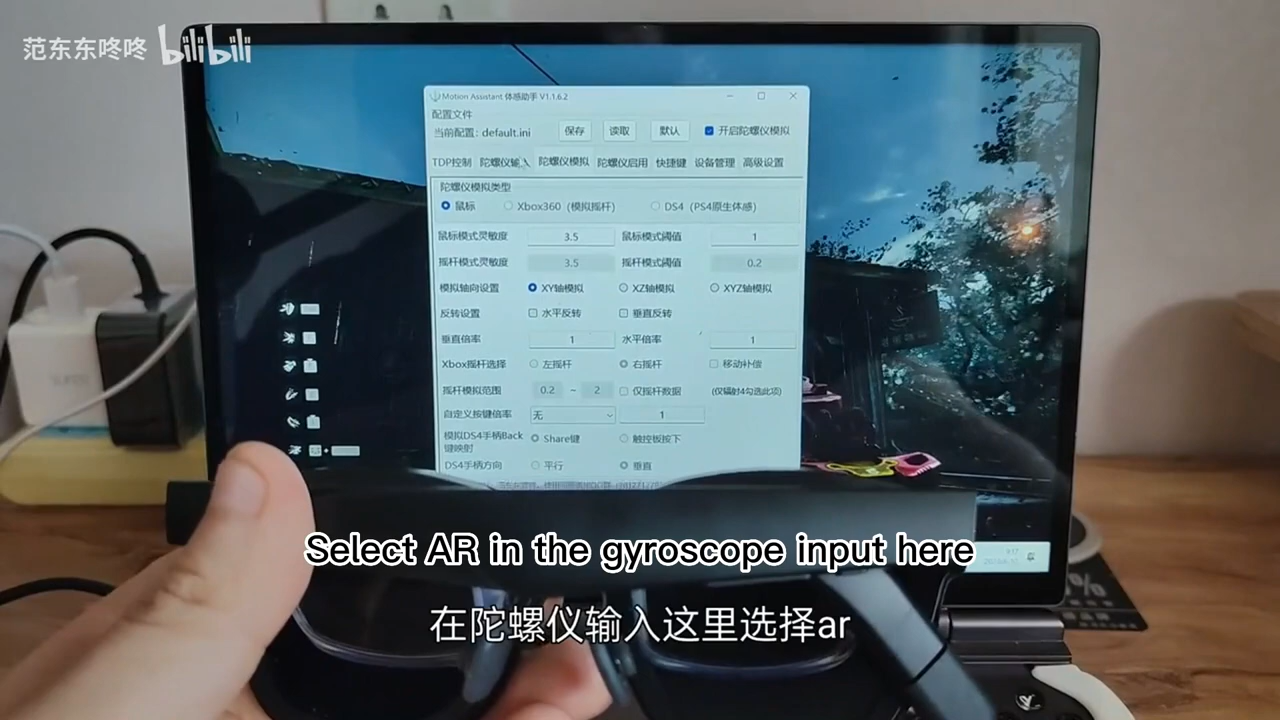 范东东咚咚 bilibili
Motion Assistant 体感助手 V1.1.6.2
配置文件
当前配置: default.ini 保存 读取 默认 开启陀螺仪模拟
TDP控制 陀螺仪输入 陀螺仪模拟 陀螺仪启用 快捷键 设备管理 高级设置
陀螺仪模拟类型
鼠标 Xbox360 (模拟摇杆) DS4 (PS4原生体感)
鼠标模式灵敏度 3.5 鼠标模式阈值 1
摇杆模式灵敏度 3.5 摇杆模式阈值 0.2
模拟轴向设置 XY轴模拟 XZ轴模拟 XYZ轴模拟
反转设置 水平反转 垂直反转
垂直倍率 1 水平倍率 1
Xbox摇杆选择 左摇杆 右摇杆 移动补偿
摇杆模拟范围 0.2 ~ 2 仅摇杆数据 (仅辐射4勾选此项)
自定义按键倍率 无 1
模拟DS4手柄Back键映射 Share键 触控板按下
DS4手柄方向 平行 垂直
Select AR in the gyroscope input here
在陀螺仪输入这里选择ar